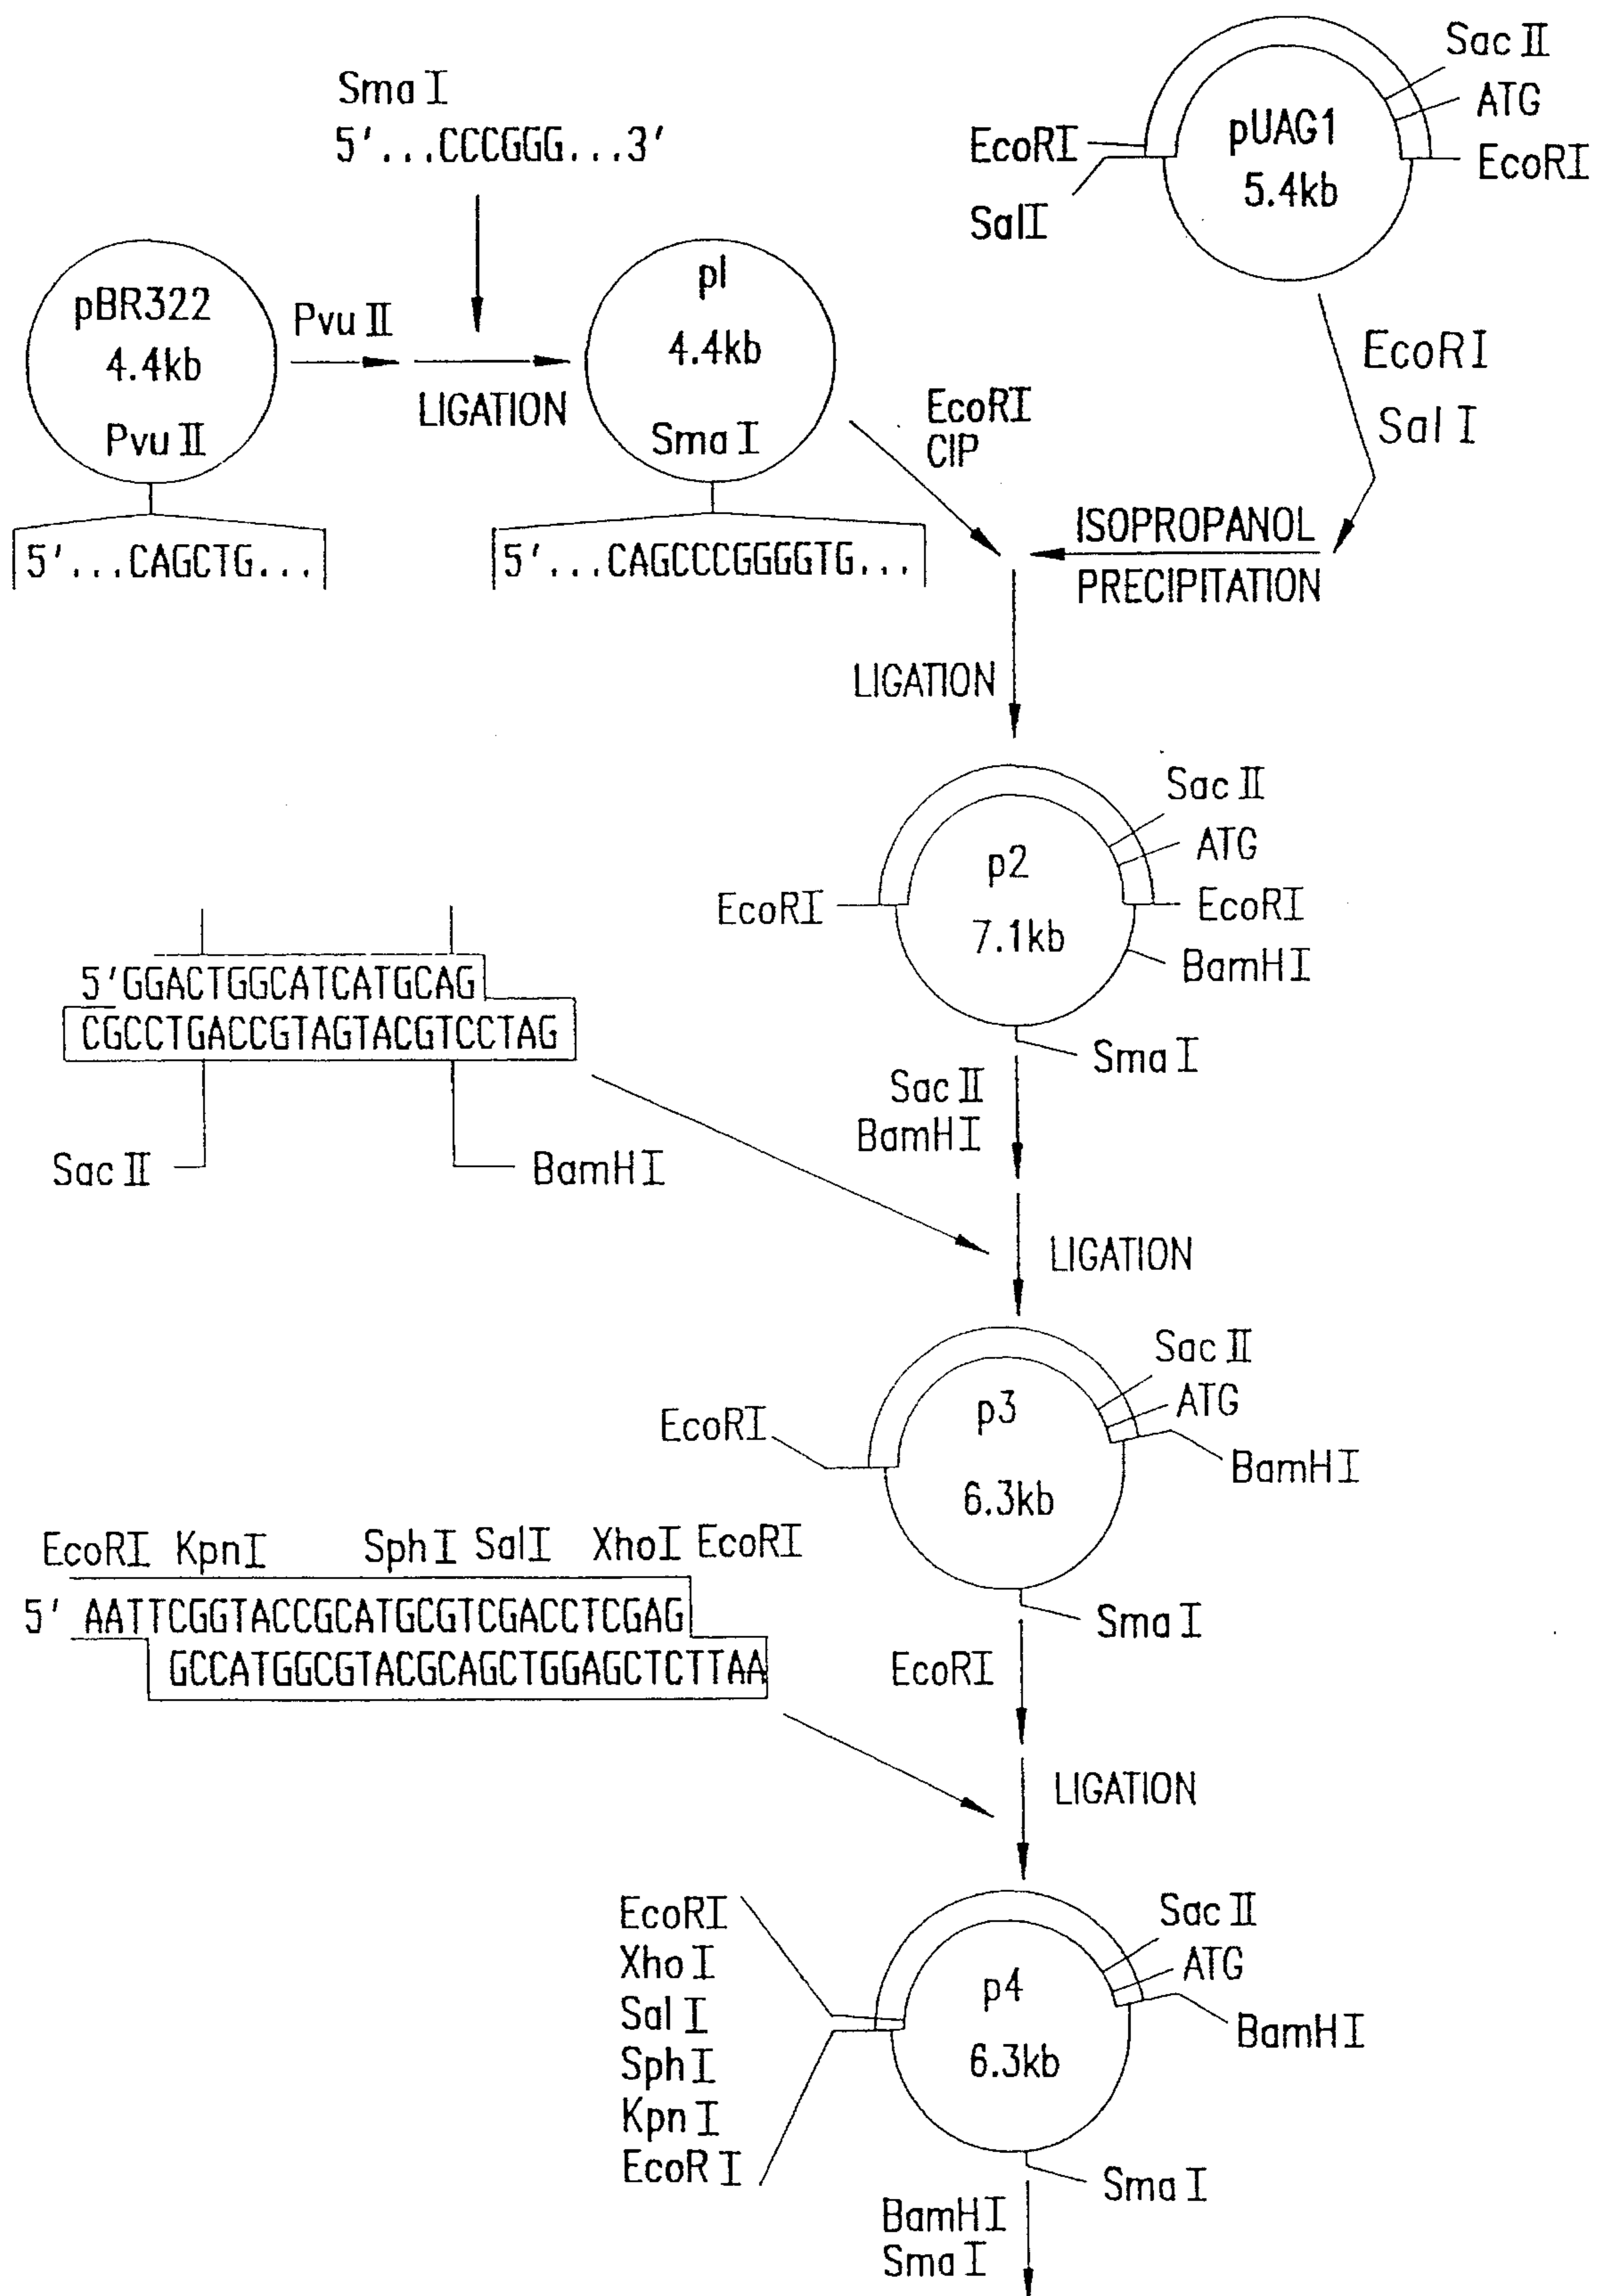 Sma I
5'...CCCGGG...3'
pBR322
4.4kb
Pvu II
Pvu II
LIGATION
pl
4.4kb
Sma I
5'...CAGCTG...
5'...CAGCCCGGGGTG...
Sac II
ATG
EcoRI
pUAG1
5.4kb
EcoRI
SalI
EcoRI
Sal I
EcoRI
CIP
ISOPROPANOL
PRECIPITATION
LIGATION
Sac II
ATG
p2
7.1kb
EcoRI
EcoRI
BamHI
Sma I
5'GGACTGGCATCATGCAG
CGCCTGACCGTAGTACGTCCTAG
Sac II
BamHI
Sac II
BamHI
LIGATION
Sac II
ATG
p3
6.3kb
EcoRI
BamHI
Sma I
EcoRI KpnI SphI SalI XhoI EcoRI
5' AATTCGGTACCGCATGCGTCGACCTCGAG
GCCATGGCGTACGCAGCTGGAGCTCTTAA
EcoRI
LIGATION
EcoRI
Xho I
Sal I
Sph I
Kpn I
EcoR I
Sac II
ATG
p4
6.3kb
BamHI
Sma I
BamHI
Sma I